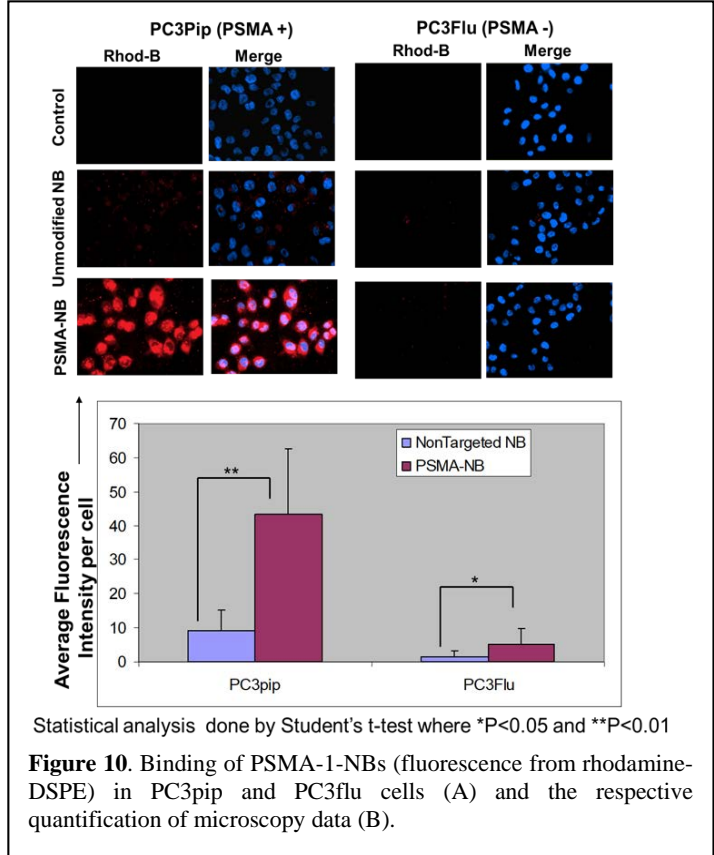 PC3Pip (PSMA +) PC3Flu (PSMA -)
Rhod-B Merge Rhod-B Merge
Control
Unmodified NB
PSMA-NB
Average Fluorescence
Intensity per cell
70
60
50
40
30
20
10
0
NonTargeted NB
PSMA-NB
**
*
PC3pip PC3Flu
Statistical analysis done by Student's t-test where *P<0.05 and **P<0.01
Figure 10. Binding of PSMA-1-NBs (fluorescence from rhodamine-
DSPE) in PC3pip and PC3flu cells (A) and the respective
quantification of microscopy data (B).